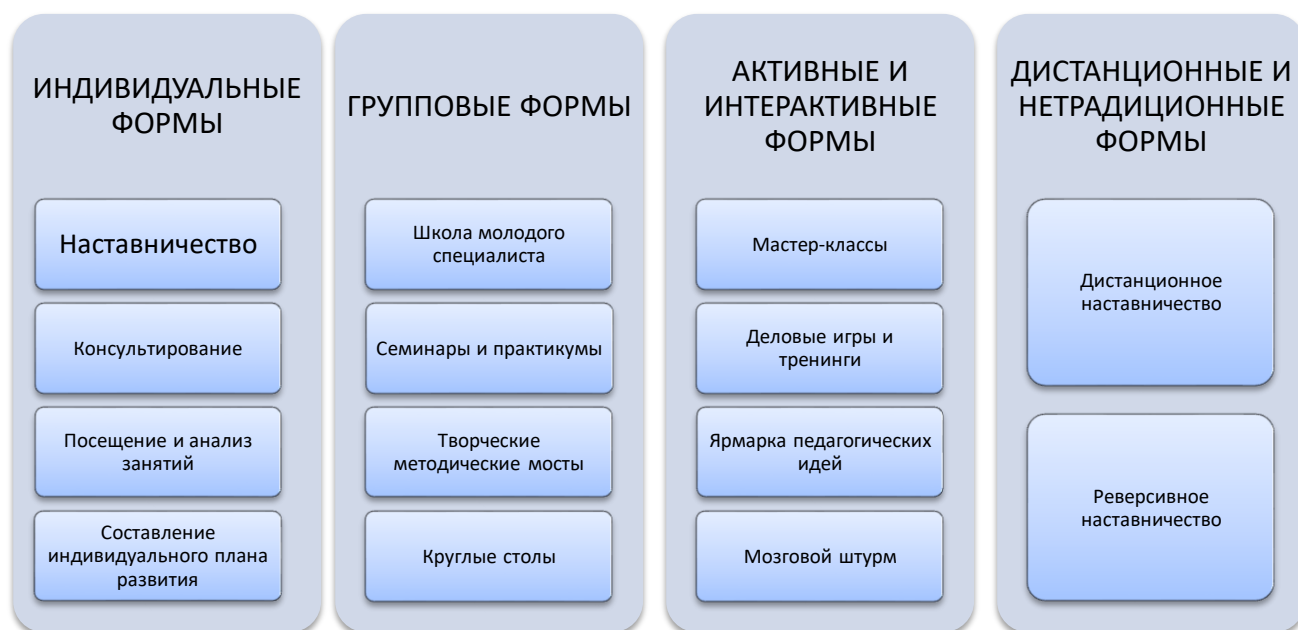 ИНДИВИДУАЛЬНЫЕ
ФОРМЫ
Наставничество
Консультирование
Посещение и анализ
занятий
Составление
индивидуального плана
развития
ГРУППОВЫЕ ФОРМЫ
Школа молодого
специалиста
Семинары и практикумы
Творческие
методические мосты
Круглые столы
АКТИВНЫЕ И
ИНТЕРАКТИВНЫЕ
ФОРМЫ
Мастер-классы
Деловые игры и
тренинги
Ярмарка педагогических
идей
Мозговой штурм
ДИСТАНЦИОННЫЕ И
НЕТРАДИЦИОННЫЕ
ФОРМЫ
Дистанционное
наставничество
Реверсивное
наставничество